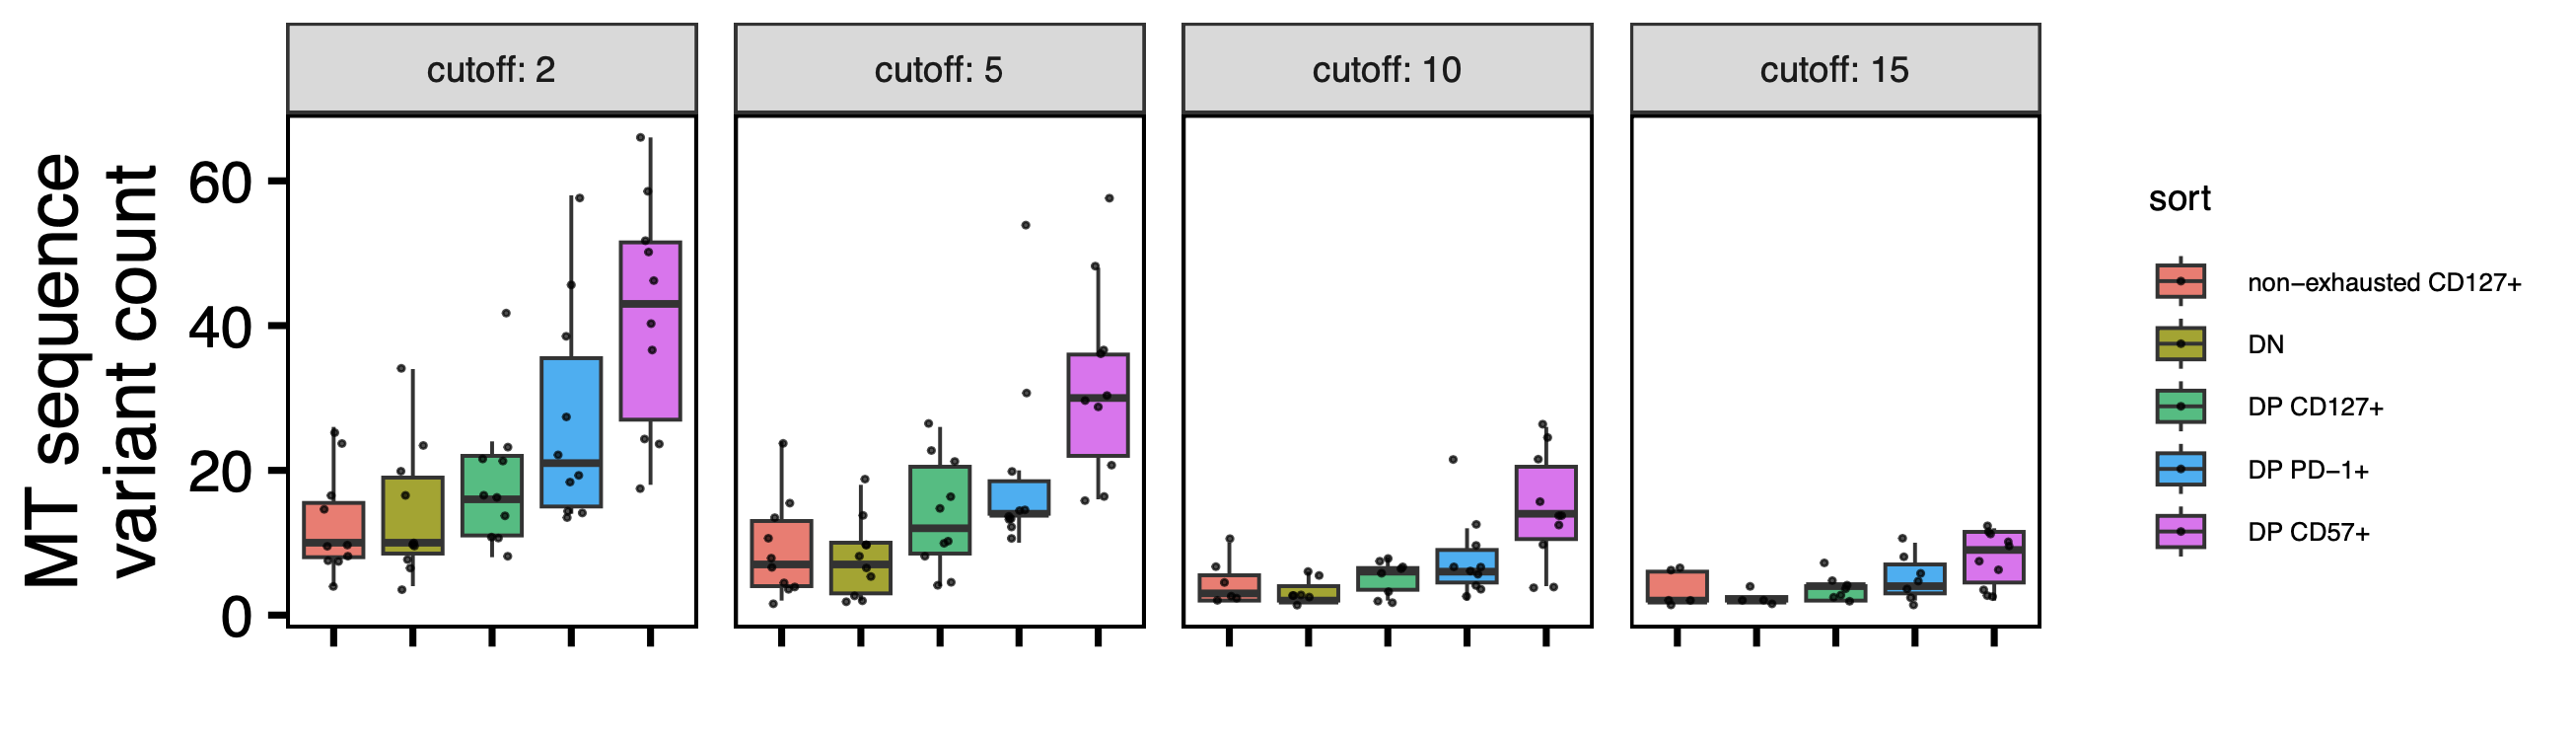 cutoff: 2
cutoff: 5
cutoff: 10
cutoff: 15
MT sequence
variant count
60
40
20
0
sort
non−exhausted CD127+
DN
DP CD127+
DP PD−1+
DP CD57+